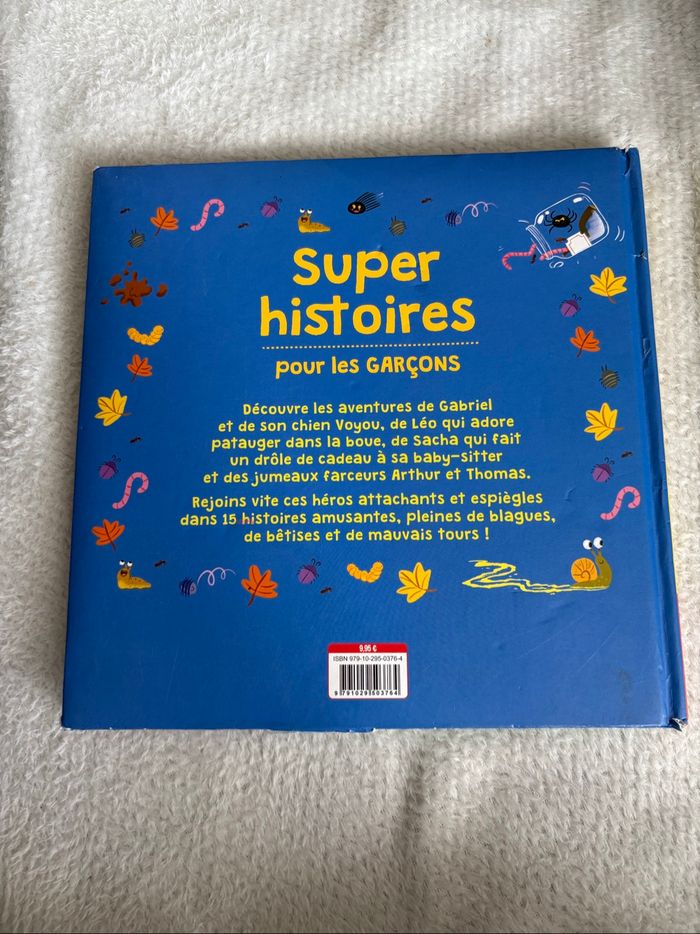 Super
histoires
pour les GARÇONS
Découvre les aventures de Gabriel
et de son chien Voyou, de Léo qui adore
patauger dans la boue, de Sacha qui fait
un drôle de cadeau à sa baby-sitter
et des jumeaux farceurs Arthur et Thomas.
Rejoins vite ces héros attachants et espiègles
dans 15 histoires amusantes, pleines de blagues,
de bêtises et de mauvais tours !
9,95 €
ISBN 979-10-295-0376-4
9791029503764